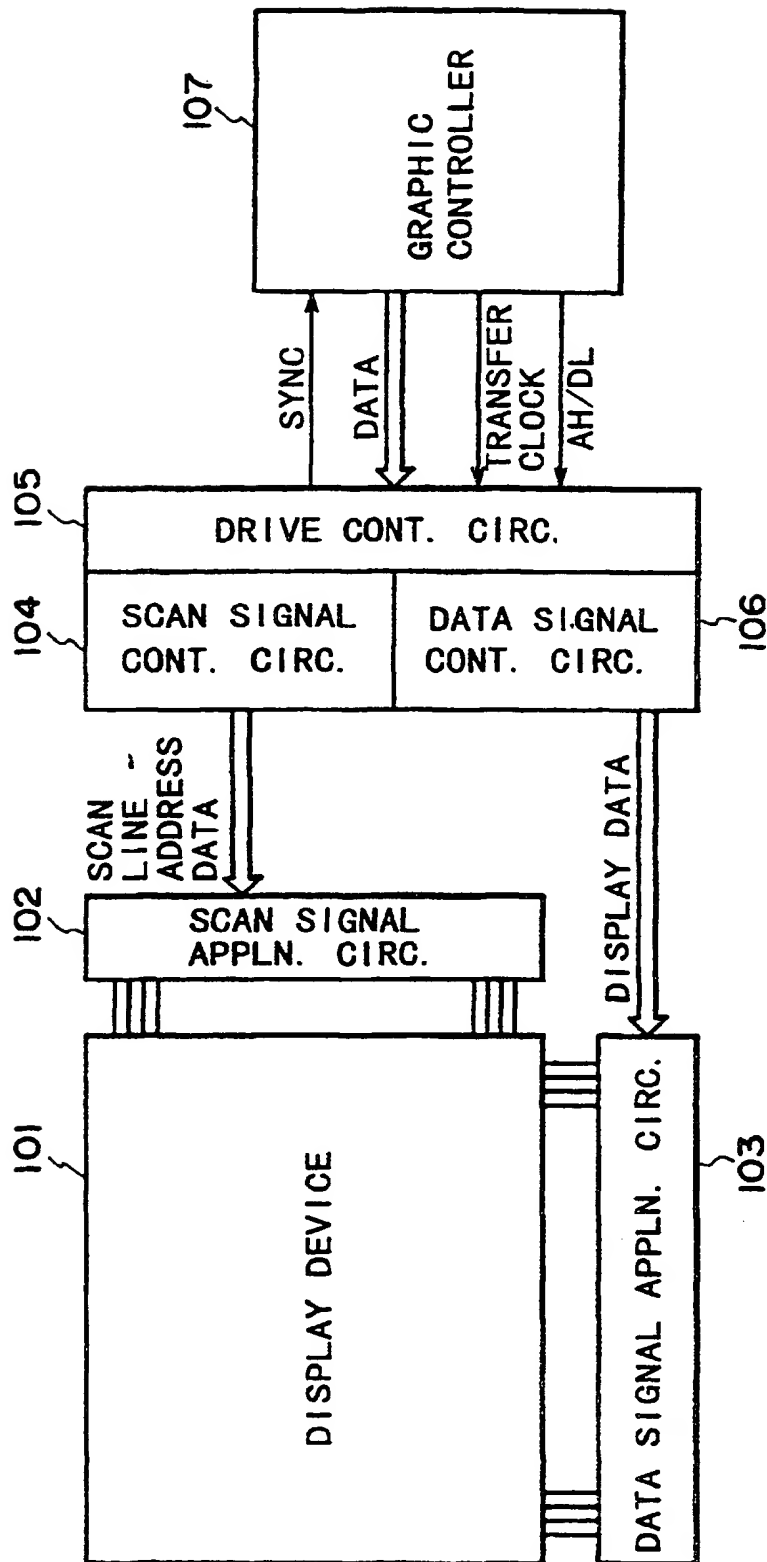 101
DISPLAY DEVICE
102
SCAN SIGNAL
APPLN. CIRC.
103
DATA SIGNAL APPLN. CIRC.
SCAN
LINE -
ADDRESS
DATA
DISPLAY DATA
104
SCAN SIGNAL
CONT. CIRC.
105
DRIVE CONT. CIRC.
DATA SIGNAL
CONT. CIRC.
106
SYNC
DATA
TRANSFER
CLOCK
AH/DL
107
GRAPHIC
CONTROLLER